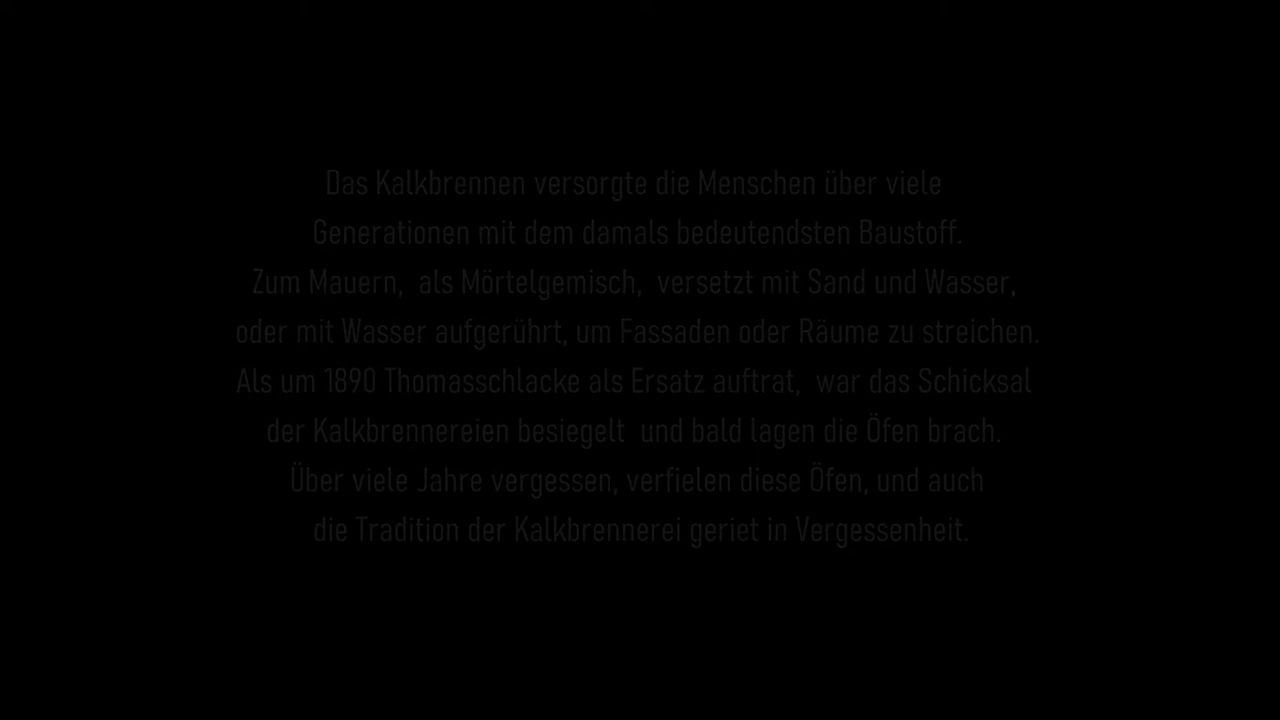 Das Kalkbrennen versorgte die Menschen über viele
Generationen mit dem damals bedeutendsten Baustoff.
Zum Mauern,  als Mörtelgemisch,  versetzt mit Sand und Wasser,
oder mit Wasser aufgerührt, um Fassaden oder Räume zu streichen.
Als um 1890 Thomasschlacke als Ersatz auftrat,  war das Schicksal
der Kalkbrennereien besiegelt  und bald lagen die Öfen brach.
Über viele Jahre vergessen, verfielen diese Öfen, und auch
die Tradition der Kalkbrennerei geriet in Vergessenheit.